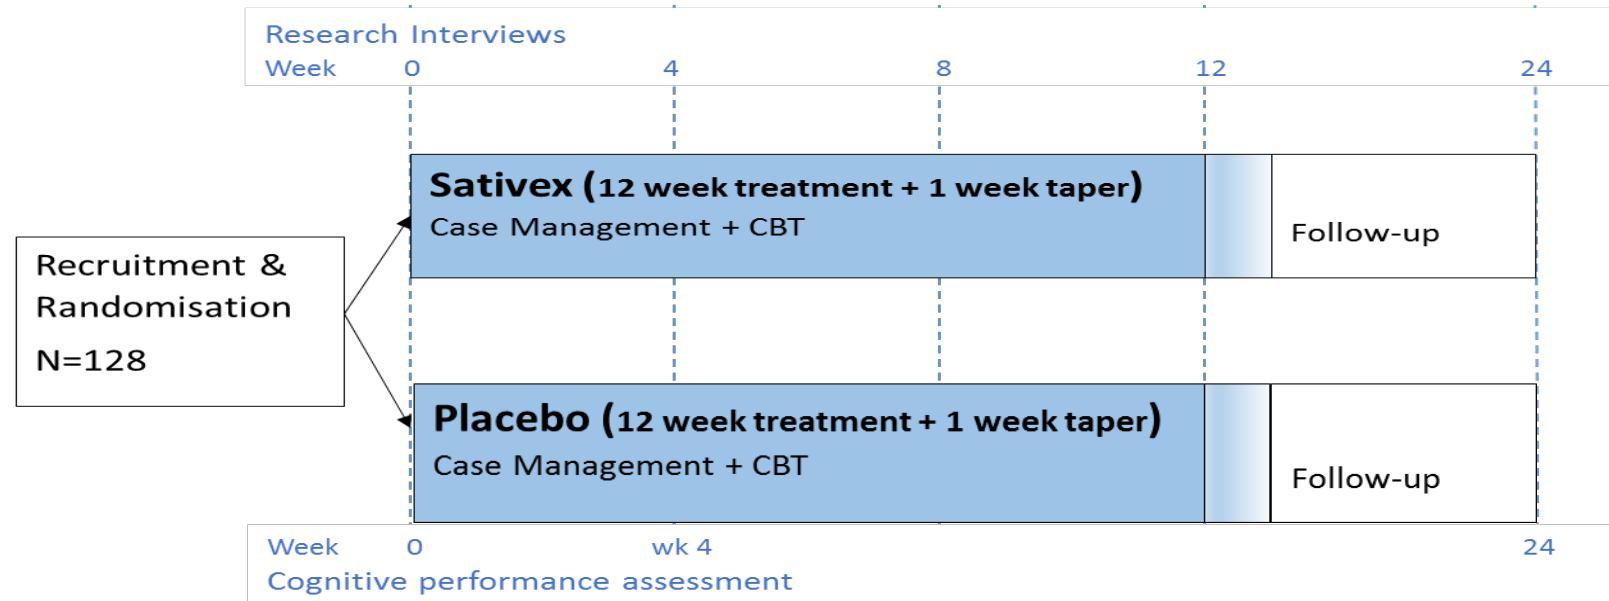 Research Interviews
Week 0 4 8 12 24
Sativex (12 week treatment + 1 week taper)
Case Management + CBT
Follow-up
Recruitment &
Randomisation
N=128
Placebo (12 week treatment + 1 week taper)
Case Management + CBT
Follow-up
Week 0 wk 4 24
Cognitive performance assessment